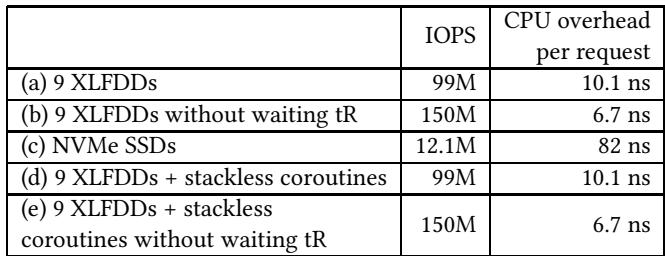 IOPS CPU overhead
per request
(a) 9 XLFDDs 99M 10.1 ns
(b) 9 XLFDDs without waiting tR 150M 6.7 ns
(c) NVMe SSDs 12.1M 82 ns
(d) 9 XLFDDs + stackless coroutines 99M 10.1 ns
(e) 9 XLFDDs + stackless
coroutines without waiting tR 150M 6.7 ns